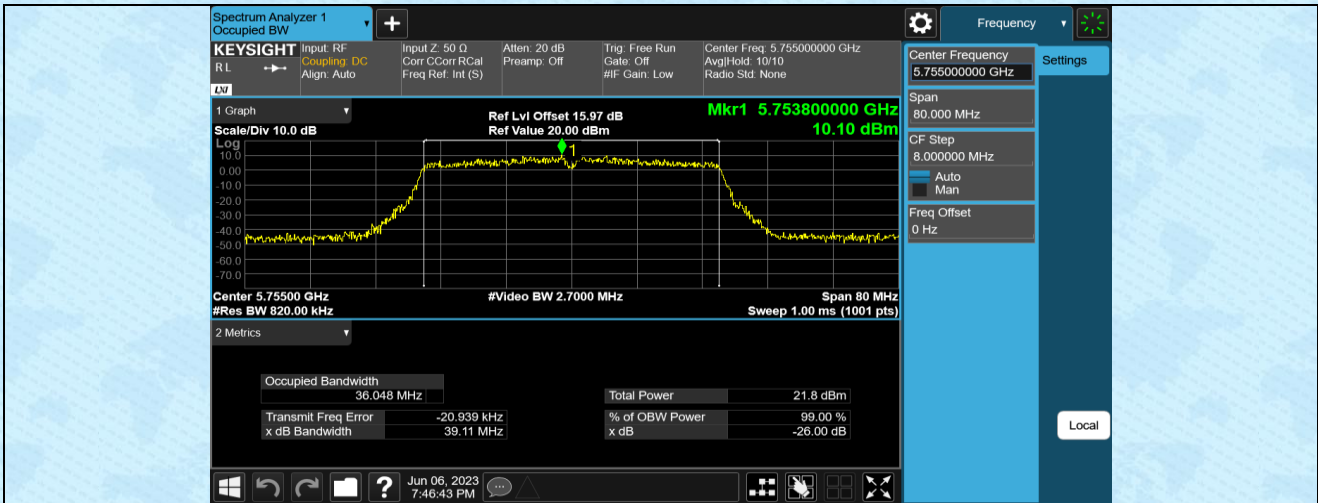 Spectrum Analyzer 1
Occupied BW
Frequency
KEYSIGHT
R L
LXI
Input: RF
Coupling: DC
Align: Auto
Input Z: 50 Ω
Corr CCorr RCal
Freq Ref: Int (S)
Atten: 20 dB
Preamp: Off
Trig: Free Run
Gate: Off
#IF Gain: Low
Center Freq: 5.755000000 GHz
Avg|Hold: 10/10
Radio Std: None
Center Frequency
5.755000000 GHz
Settings
Span
80.000 MHz
CF Step
8.000000 MHz
Auto
Man
Freq Offset
0 Hz
1 Graph
Scale/Div 10.0 dB
Ref Lvl Offset 15.97 dB
Ref Value 20.00 dBm
Mkr1 5.753800000 GHz
10.10 dBm
Log
10.0
0.00
-10.0
-20.0
-30.0
-40.0
-50.0
-60.0
-70.0
1
Center 5.75500 GHz
#Res BW 820.00 kHz
#Video BW 2.7000 MHz
Span 80 MHz
Sweep 1.00 ms (1001 pts)
2 Metrics
Occupied Bandwidth
36.048 MHz
Total Power 21.8 dBm
Transmit Freq Error -20.939 kHz
% of OBW Power 99.00 %
x dB Bandwidth 39.11 MHz
x dB -26.00 dB
Local
?
Jun 06, 2023
7:46:43 PM